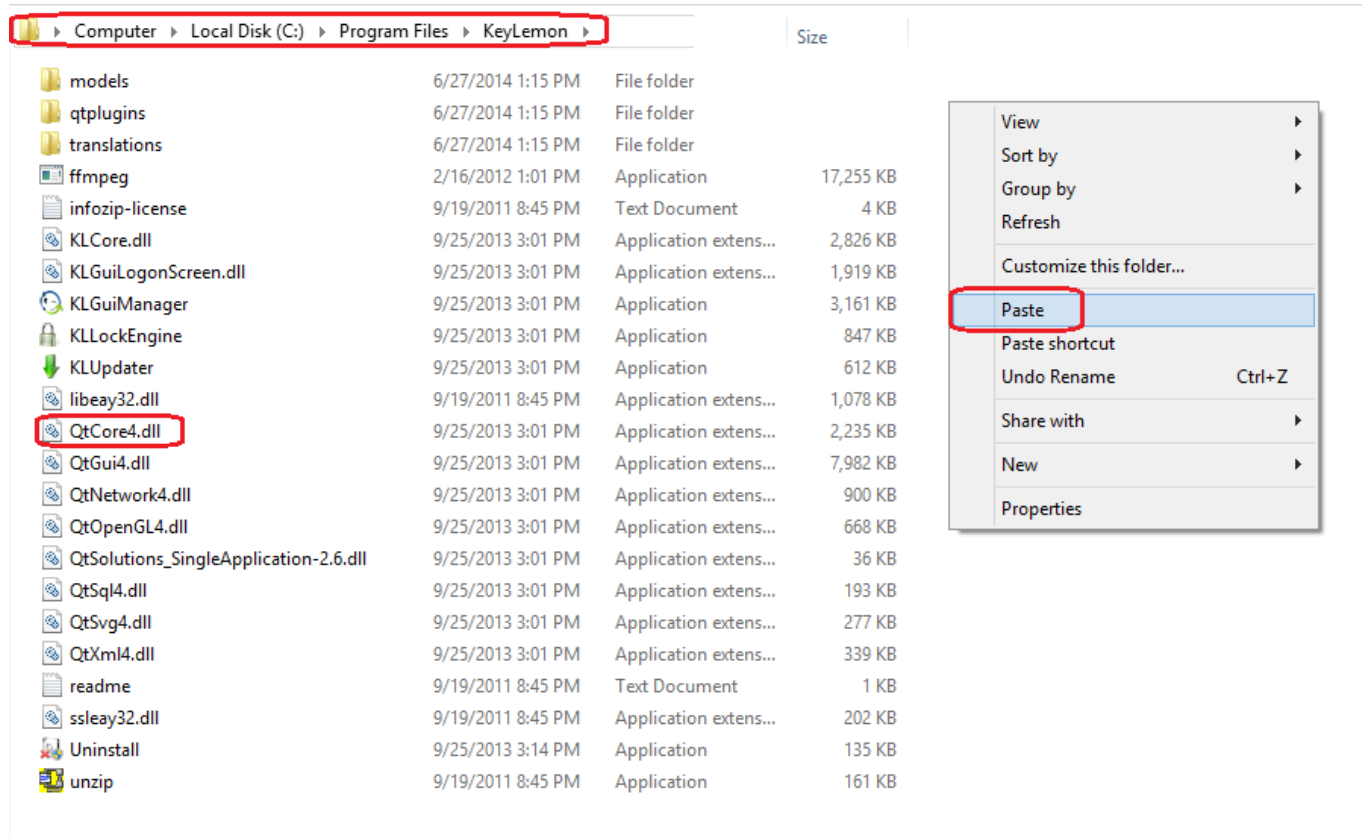 Computer Local Disk (C:) Program Files KeyLemon Size
models 6/27/2014 1:15 PM File folder
qtplugins 6/27/2014 1:15 PM File folder
translations 6/27/2014 1:15 PM File folder
ffmpeg 2/16/2012 1:01 PM Application 17,255 KB
infozip-license 9/19/2011 8:45 PM Text Document 4 KB
KLCore.dll 9/25/2013 3:01 PM Application extens... 2,826 KB
KLGuiLogonScreen.dll 9/25/2013 3:01 PM Application extens... 1,919 KB
KLGuiManager 9/25/2013 3:01 PM Application 3,161 KB
KLLockEngine 9/25/2013 3:01 PM Application 847 KB
KLUpdater 9/25/2013 3:01 PM Application 612 KB
libeay32.dll 9/19/2011 8:45 PM Application extens... 1,078 KB
QtCore4.dll 9/25/2013 3:01 PM Application extens... 2,235 KB
QtGui4.dll 9/25/2013 3:01 PM Application extens... 7,982 KB
QtNetwork4.dll 9/25/2013 3:01 PM Application extens... 900 KB
QtOpenGL4.dll 9/25/2013 3:01 PM Application extens... 668 KB
QtSolutions_SingleApplication-2.6.dll 9/25/2013 3:01 PM Application extens... 36 KB
QtSql4.dll 9/25/2013 3:01 PM Application extens... 193 KB
QtSvg4.dll 9/25/2013 3:01 PM Application extens... 277 KB
QtXml4.dll 9/25/2013 3:01 PM Application extens... 339 KB
readme 9/19/2011 8:45 PM Text Document 1 KB
ssleay32.dll 9/19/2011 8:45 PM Application extens... 202 KB
Uninstall 9/25/2013 3:14 PM Application 135 KB
unzip 9/19/2011 8:45 PM Application 161 KB
View
Sort by
Group by
Refresh
Customize this folder...
Paste
Paste shortcut
Undo Rename Ctrl+Z
Share with
New
Properties